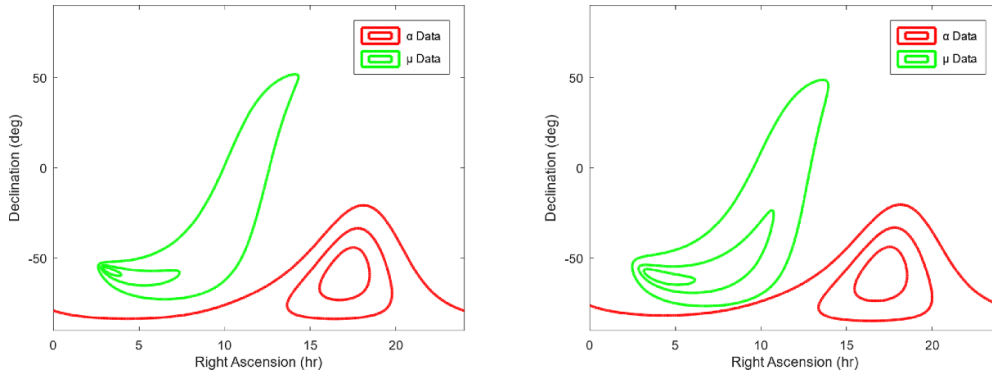 α Data
μ Data
50
0
-50
Declination (deg)
0
5
10
15
20
Right Ascension (hr)
α Data
μ Data
50
0
-50
Declination (deg)
0
5
10
15
20
Right Ascension (hr)